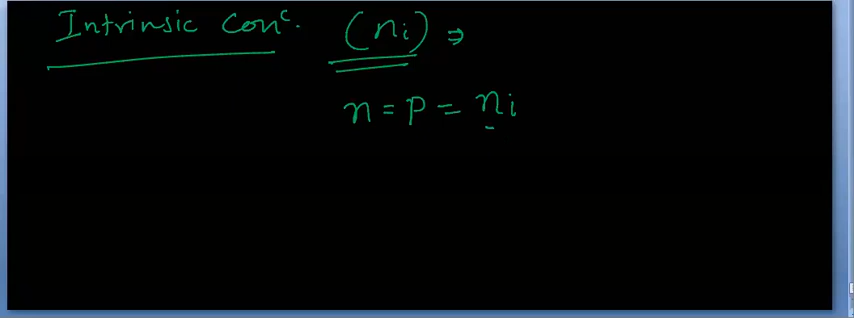 Intrinsic Conc. (ni) ⇒
n = p = ni